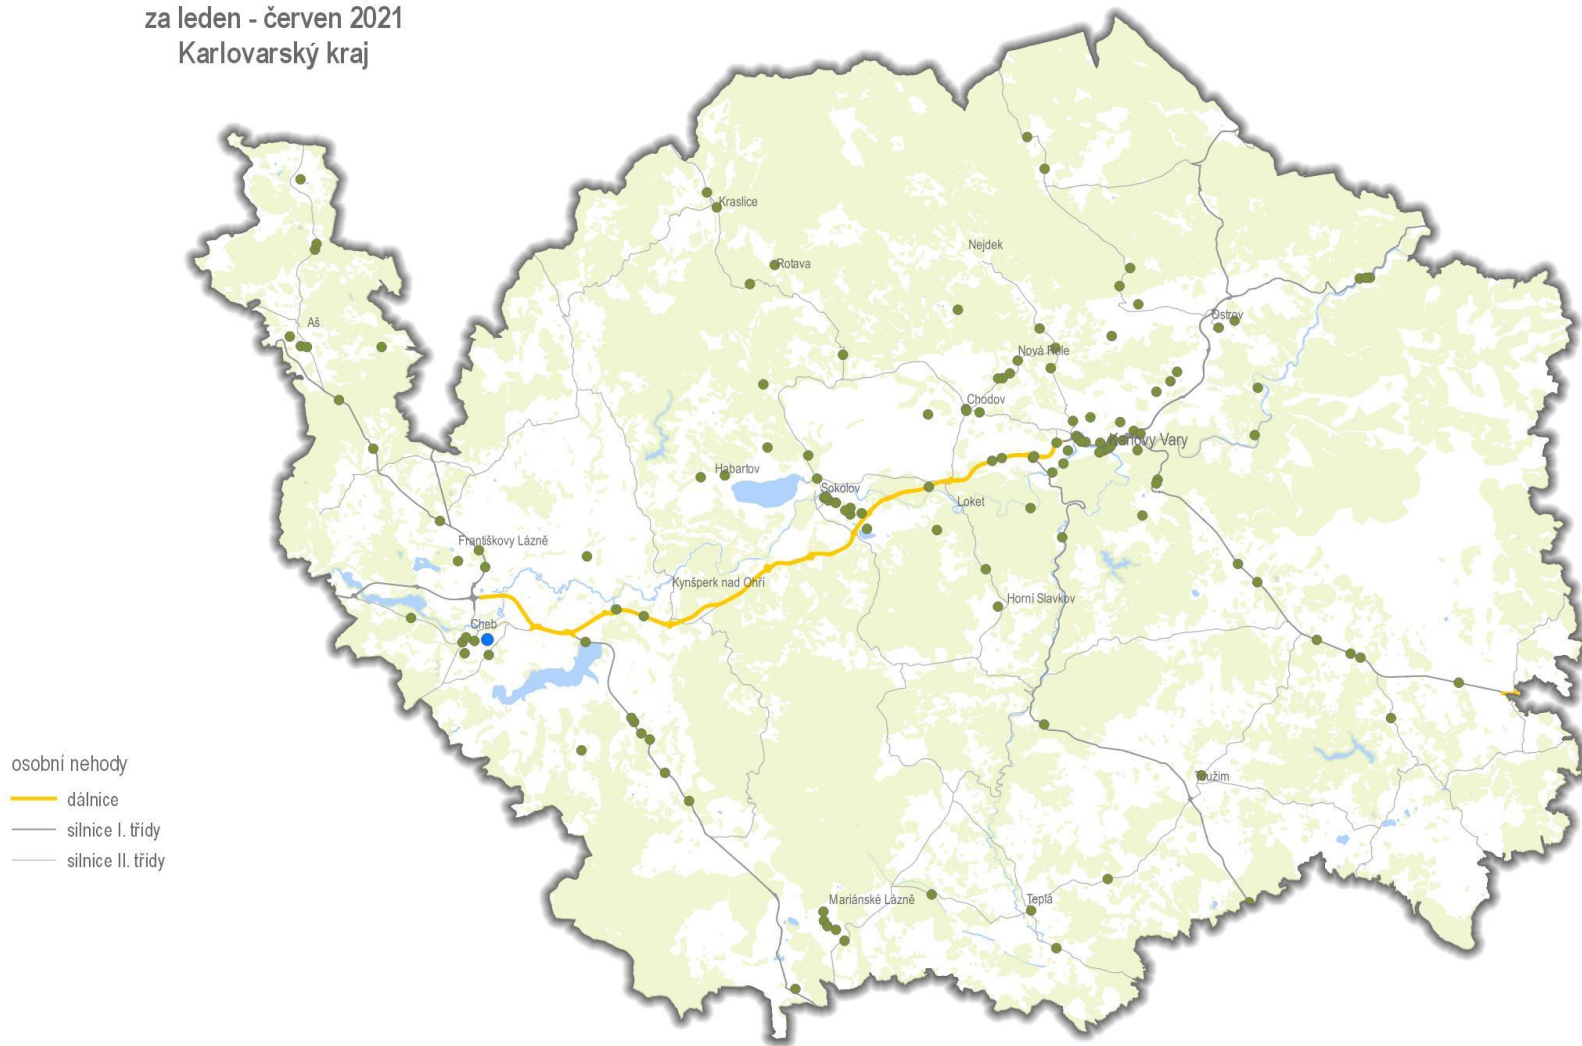 za leden - červen 2021
Karlovarský kraj
Kraslice
Nejdek
Rotava
Aš
Ostrov
Nová Role
Chodov
Karlovy Vary
Habartov
Sokolov
Loket
Františkovy Lázně
Kynšperk nad Ohří
Horní Slavkov
Cheb
osobní nehody
Toužim
dálnice
silnice I. třídy
silnice II. třídy
Mariánské Lázně
Teplá